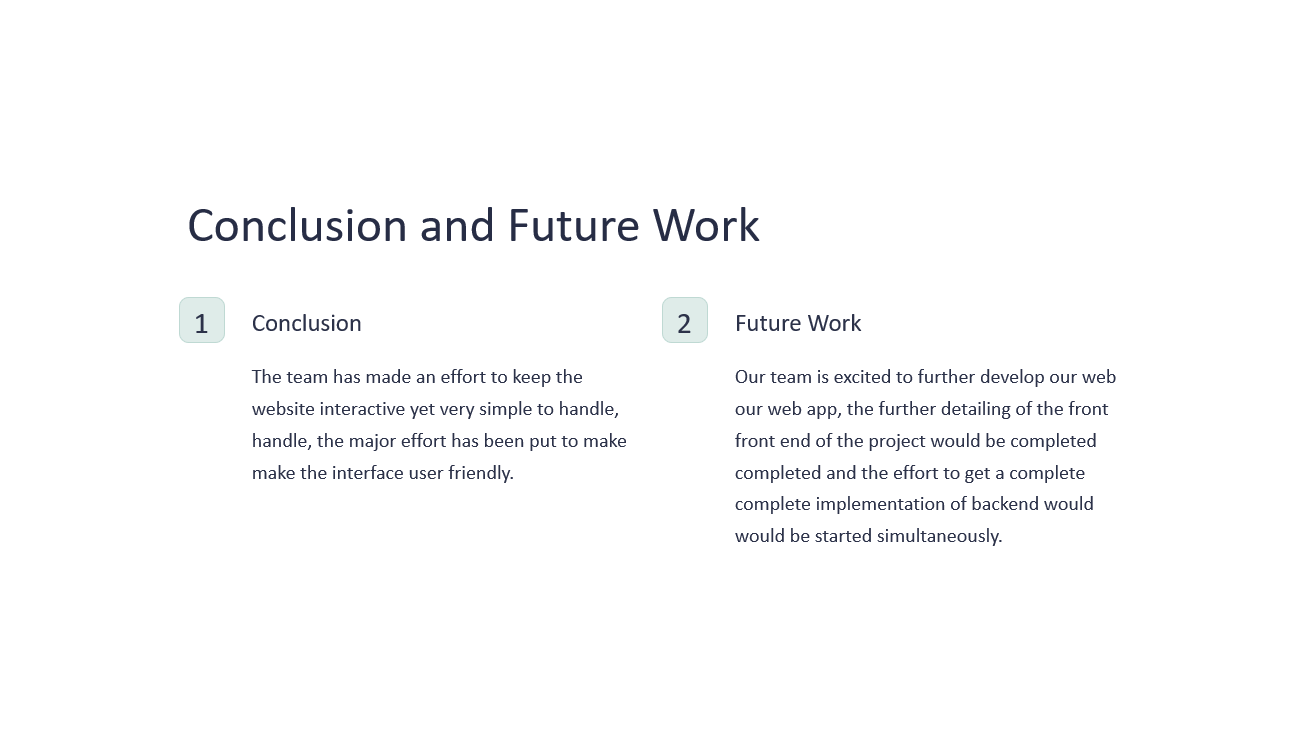 Conclusion and Future Work
1
Conclusion
The team has made an effort to keep the
website interactive yet very simple to handle,
handle, the major effort has been put to make
make the interface user friendly.
2
Future Work
Our team is excited to further develop our web
our web app, the further detailing of the front
front end of the project would be completed
completed and the effort to get a complete
complete implementation of backend would
would be started simultaneously.